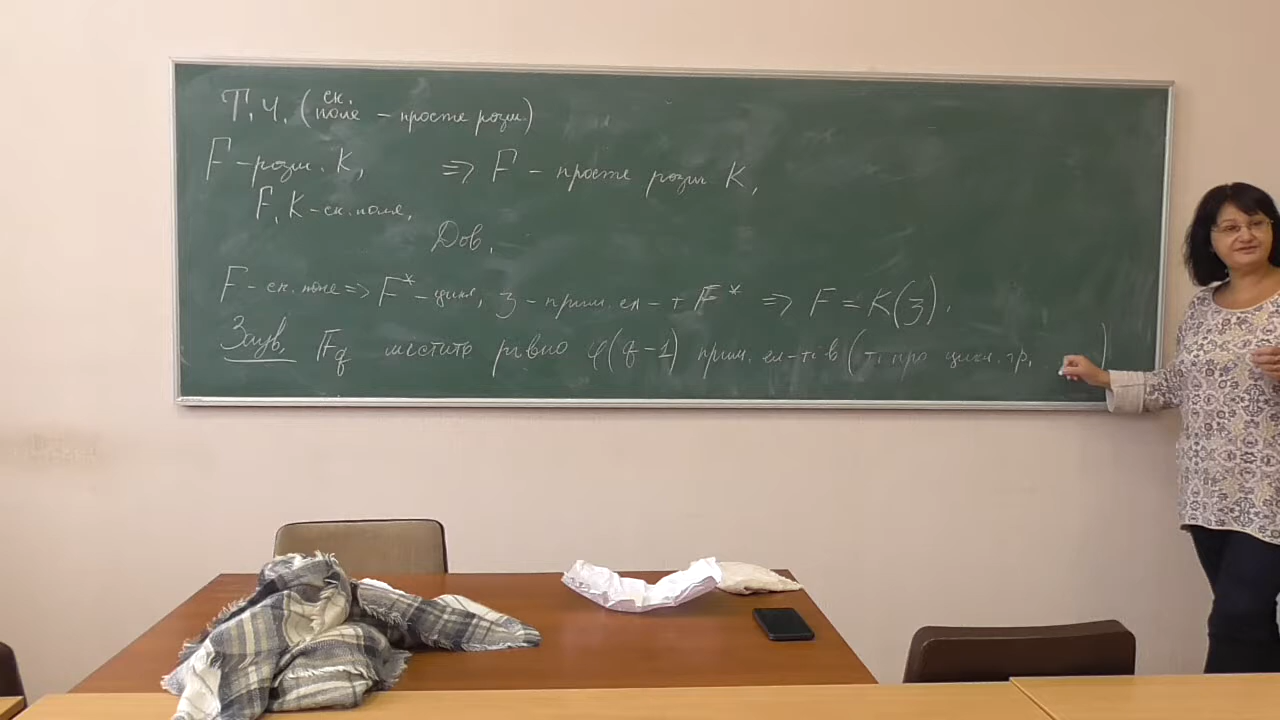 Т. Ч. (ск. поле – просте розш.)
F – розш. K, ⇒ F – просте розш. K.
F, K – ск. поля.
Дов.
F – ск. поле ⇒ F* – цикл, ζ – прим. ел-т F* ⇒ F = K(ζ).
Заув. F_q містить рівно φ(q-1) прим. ел-тів (т. про цикл. гр. )